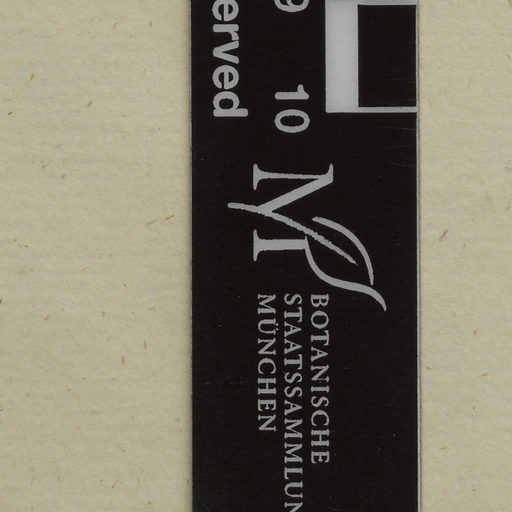 erved
9 10
BOTANISCHE
STAATSSAMMLUN
MÜNCHEN